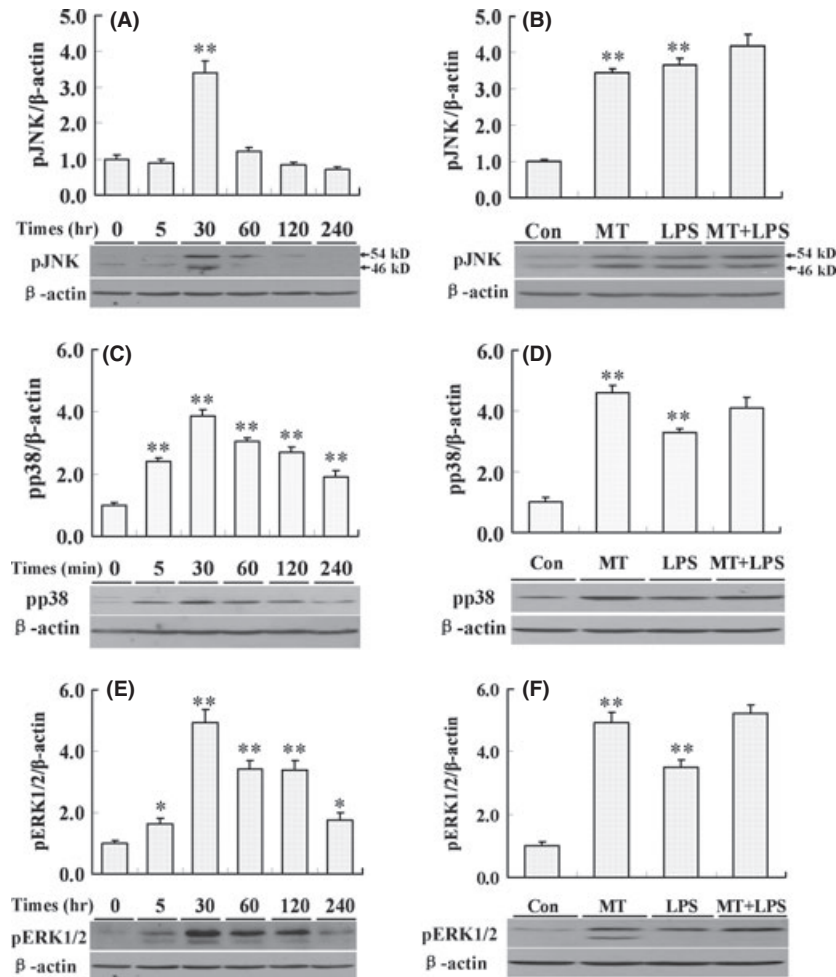 (A)
pJNK/β-actin
5.0
4.0
3.0
2.0
1.0
0.0
**
Times (hr) 0 5 30 60 120 240
pJNK
54 kD
46 kD
β-actin
(B)
pJNK/β-actin
5.0
4.0
3.0
2.0
1.0
0.0
** **
Con MT LPS MT+LPS
pJNK
54 kD
46 kD
β-actin
(C)
pp38/β-actin
6.0
4.0
2.0
0.0
** ** ** ** **
Times (min) 0 5 30 60 120 240
pp38
β-actin
(D)
pp38/β-actin
6.0
4.0
2.0
0.0
** **
Con MT LPS MT+LPS
pp38
β-actin
(E)
pERK1/2/β-actin
6.0
4.0
2.0
0.0
* ** ** ** *
Times (hr) 0 5 30 60 120 240
pERK1/2
β-actin
(F)
pERK1/2/β-actin
6.0
4.0
2.0
0.0
** **
Con MT LPS MT+LPS
pERK1/2
β-actin